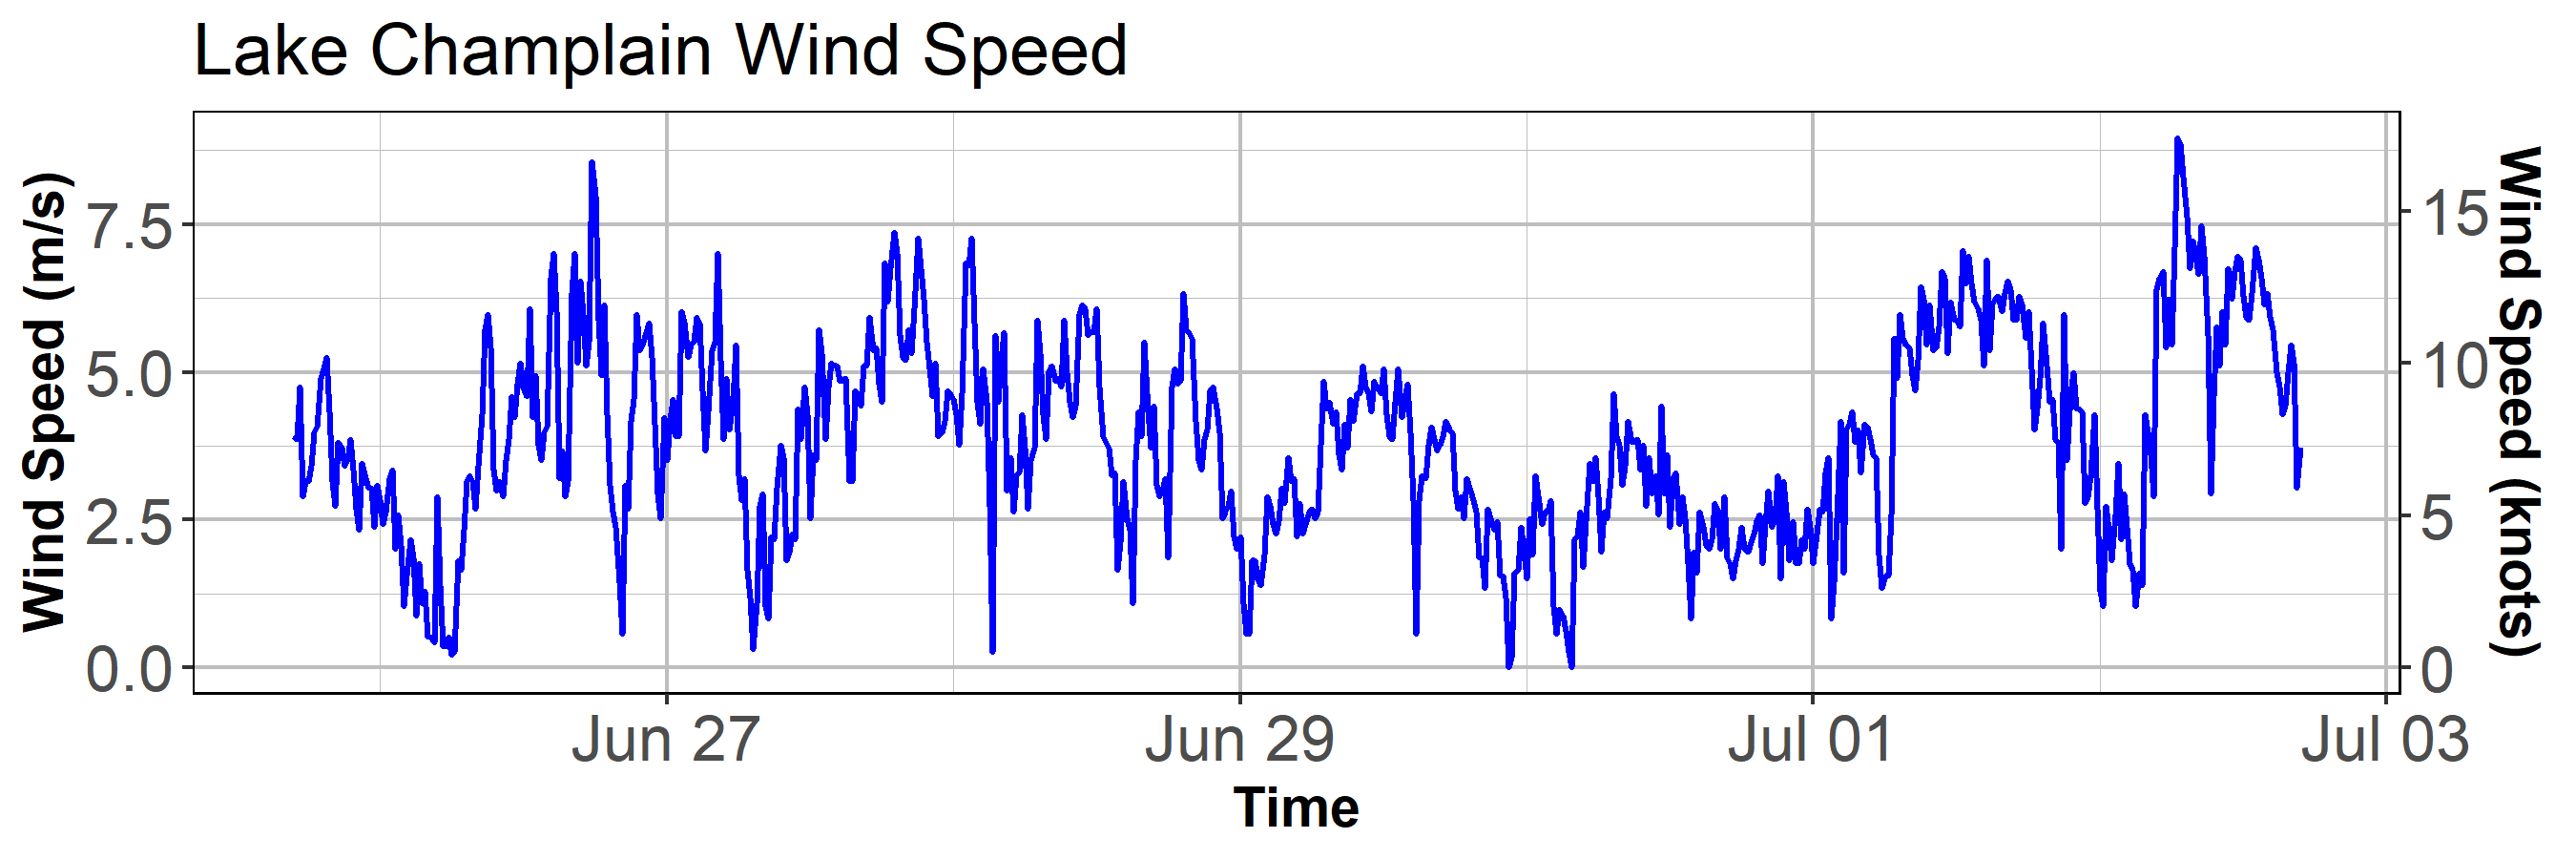 Lake Champlain Wind Speed
Wind Speed (m/s)
7.5
5.0
2.5
0.0
15
10
5
0
Wind Speed (knots)
Jun 27
Jun 29
Jul 01
Jul 03
Time